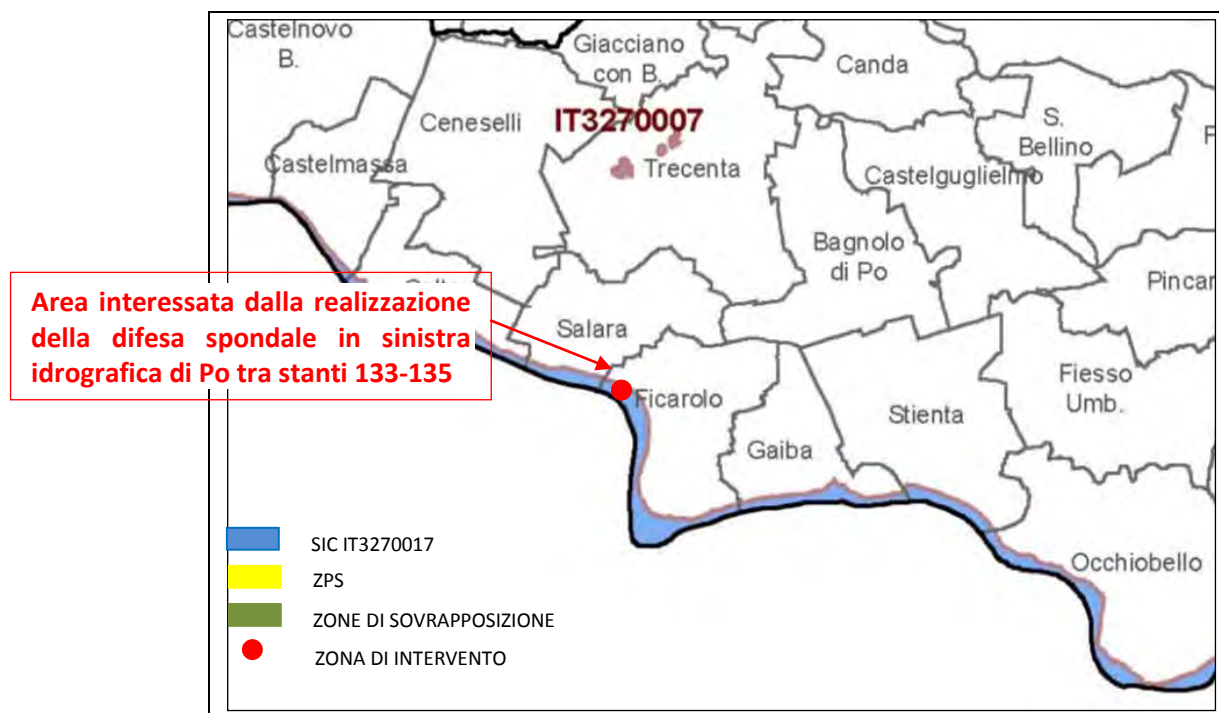 Castelnovo
B.
Giacciano
con B.
Canda
Ceneselli
IT3270007
S.
Bellino
Castelmassa
Trecenta
Castelguglielmo
Bagnolo
di Po
Pincar
Area interessata dalla realizzazione
della difesa spondale in sinistra
idrografica di Po tra stanti 133-135
Salara
Ficarolo
Fiesso
Umb.
Stienta
Gaiba
SIC IT3270017
ZPS
Occhiobello
ZONE DI SOVRAPPOSIZIONE
ZONA DI INTERVENTO